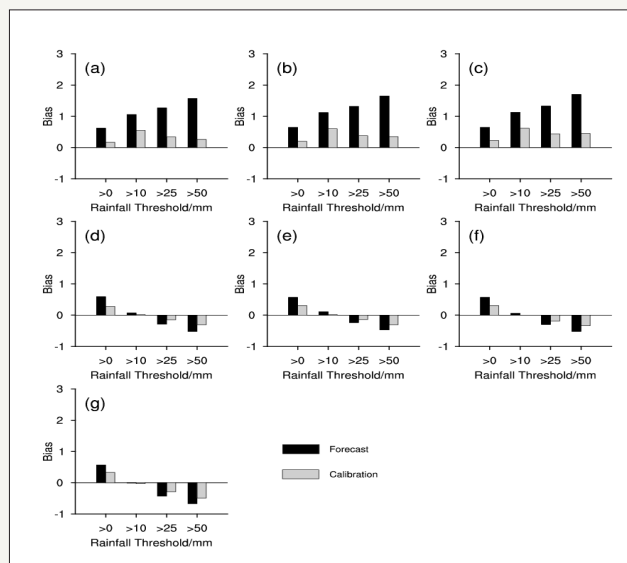 (a)
3
2
1
0
-1
Bias
>0 >10 >25 >50
Rainfall Threshold/mm
(b)
3
2
1
0
-1
Bias
>0 >10 >25 >50
Rainfall Threshold/mm
(c)
3
2
1
0
-1
Bias
>0 >10 >25 >50
Rainfall Threshold/mm
(d)
3
2
1
0
-1
Bias
>0 >10 >25 >50
Rainfall Threshold/mm
(e)
3
2
1
0
-1
Bias
>0 >10 >25 >50
Rainfall Threshold/mm
(f)
3
2
1
0
-1
Bias
>0 >10 >25 >50
Rainfall Threshold/mm
(g)
3
2
1
0
-1
Bias
>0 >10 >25 >50
Rainfall Threshold/mm
Forecast
Calibration